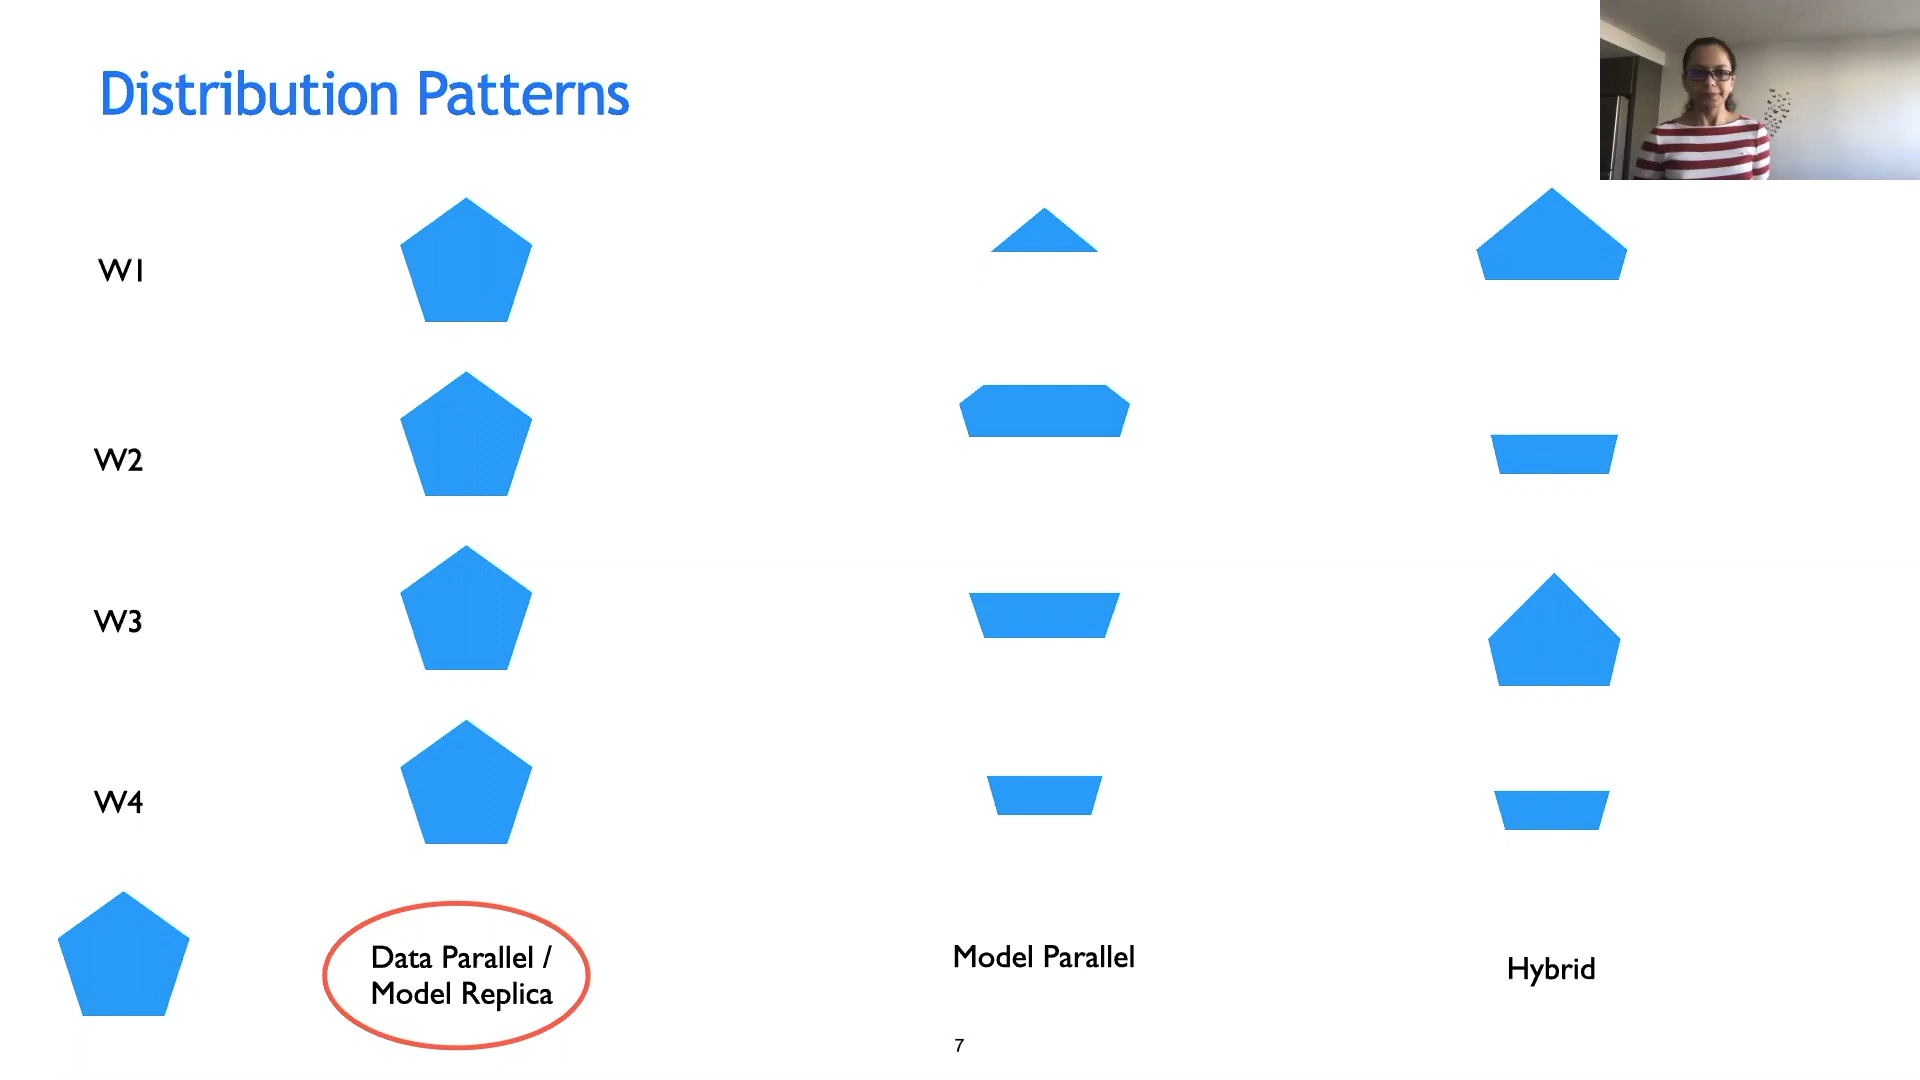 Distribution Patterns
W1
W2
W3
W4
Data Parallel /
Model Replica
Model Parallel
Hybrid
7